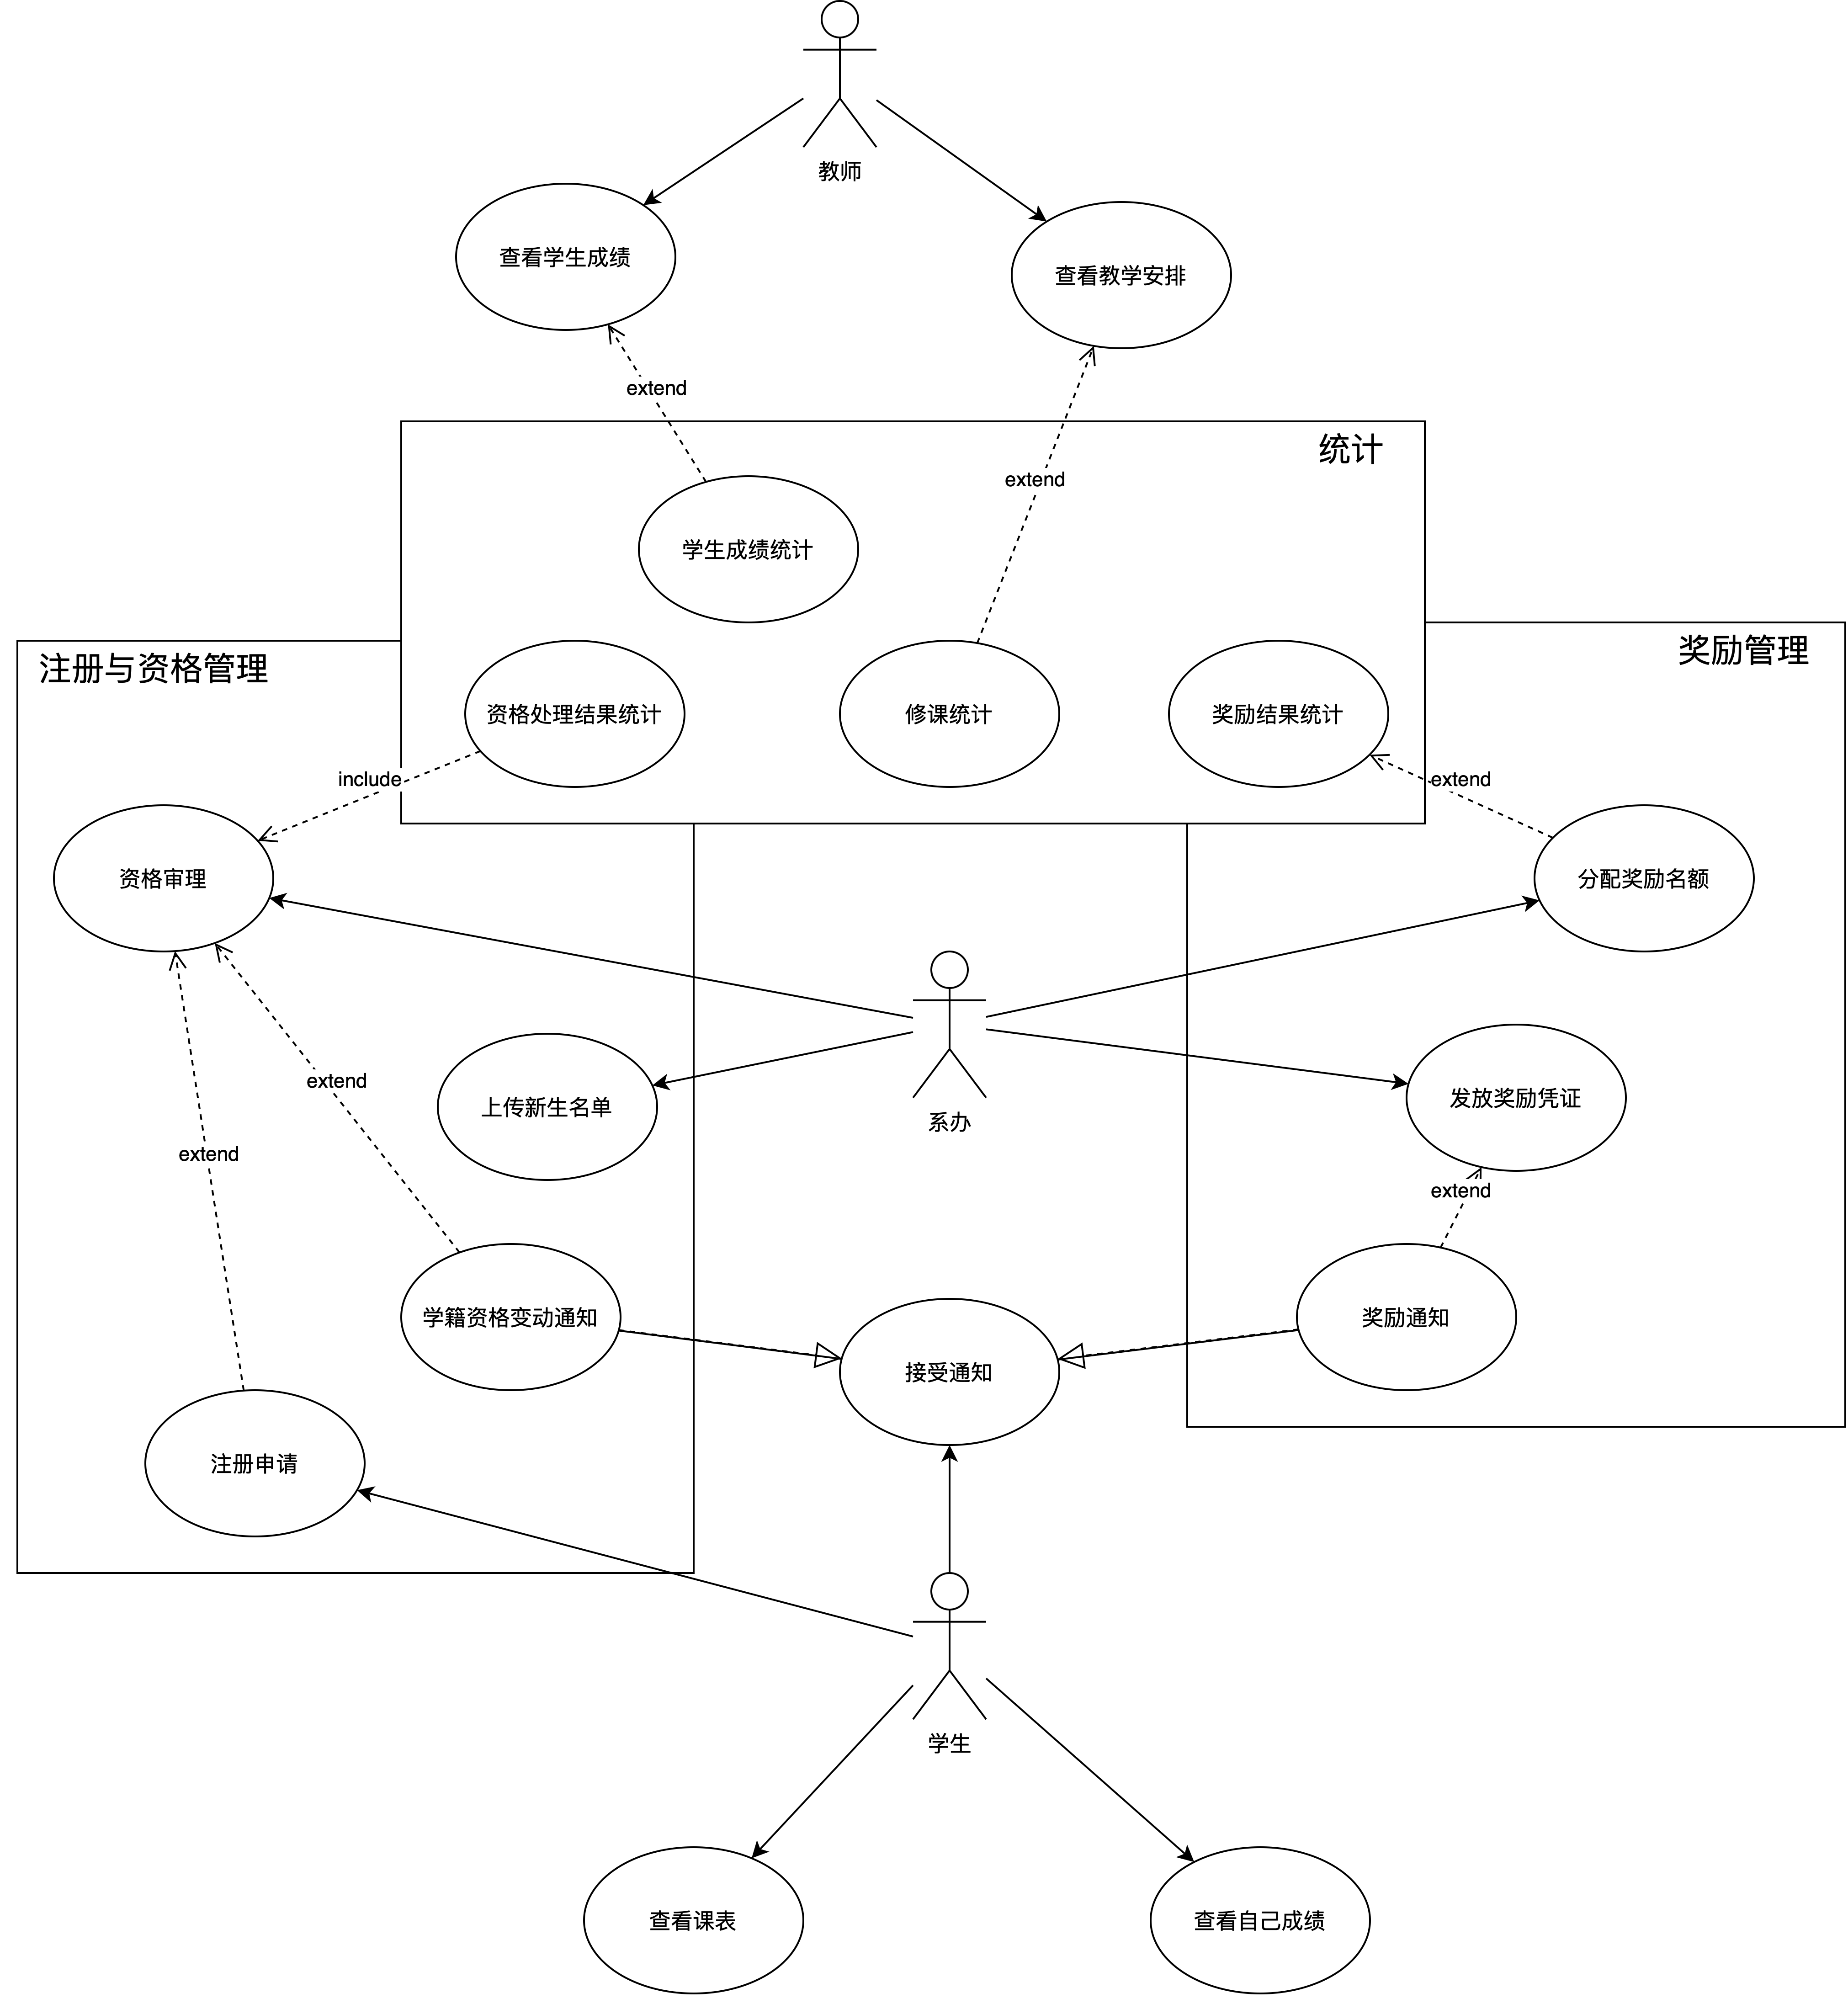 教师
查看学生成绩
查看教学安排
extend
统计
extend
学生成绩统计
奖励管理
注册与资格管理
资格处理结果统计
修课统计
奖励结果统计
include
extend
资格审理
分配奖励名额
extend
发放奖励凭证
上传新生名单
系办
extend
extend
学籍资格变动通知
奖励通知
接受通知
注册申请
学生
查看课表
查看自己成绩